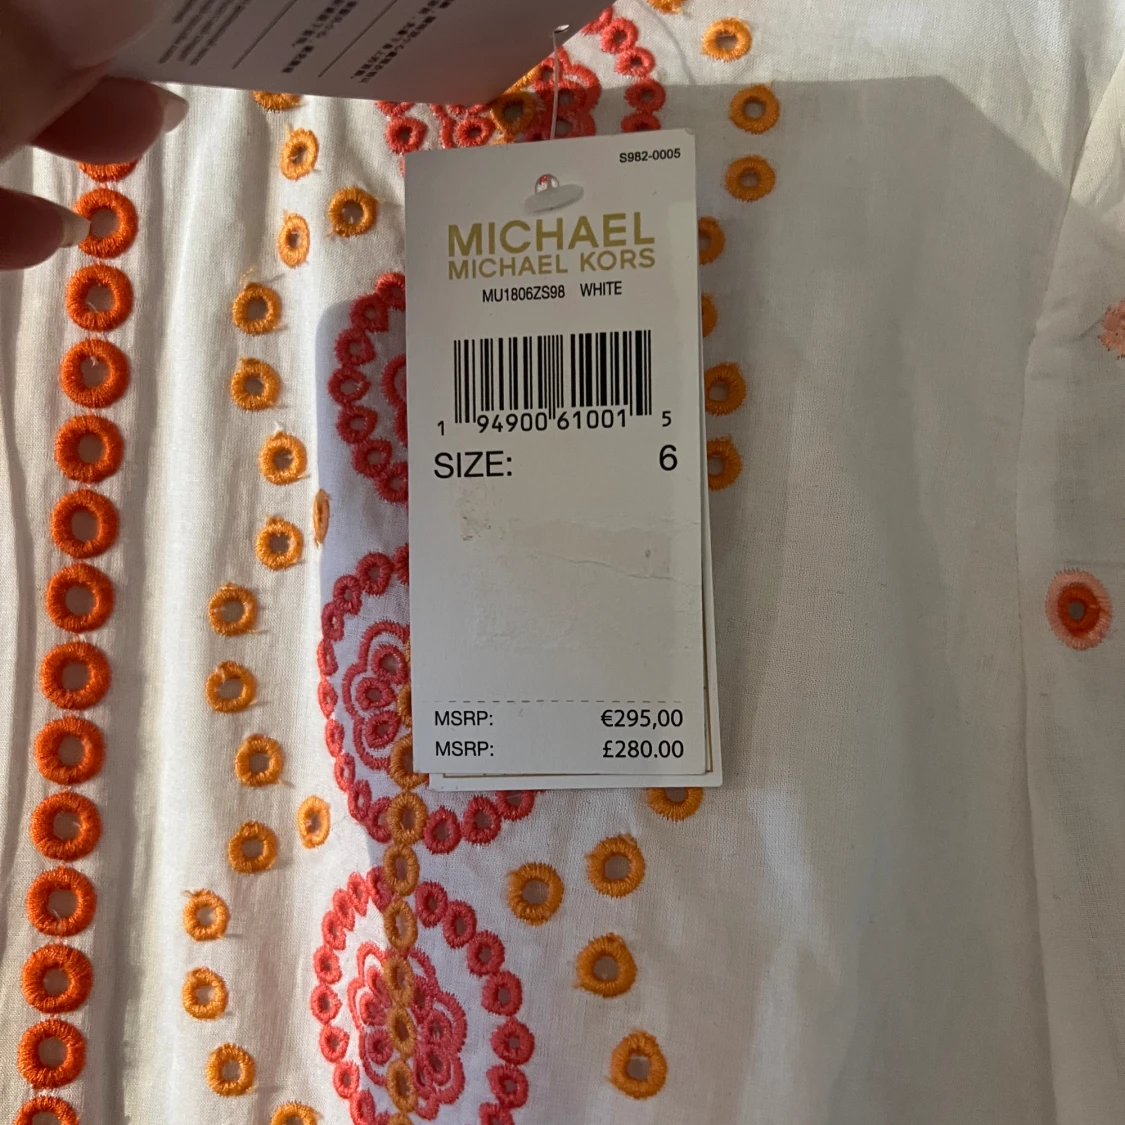 S982-0005
MICHAEL
MICHAEL KORS
MU1806ZS98 WHITE
1 94900 61001 5
SIZE: 6
MSRP: €295,00
MSRP: £280.00